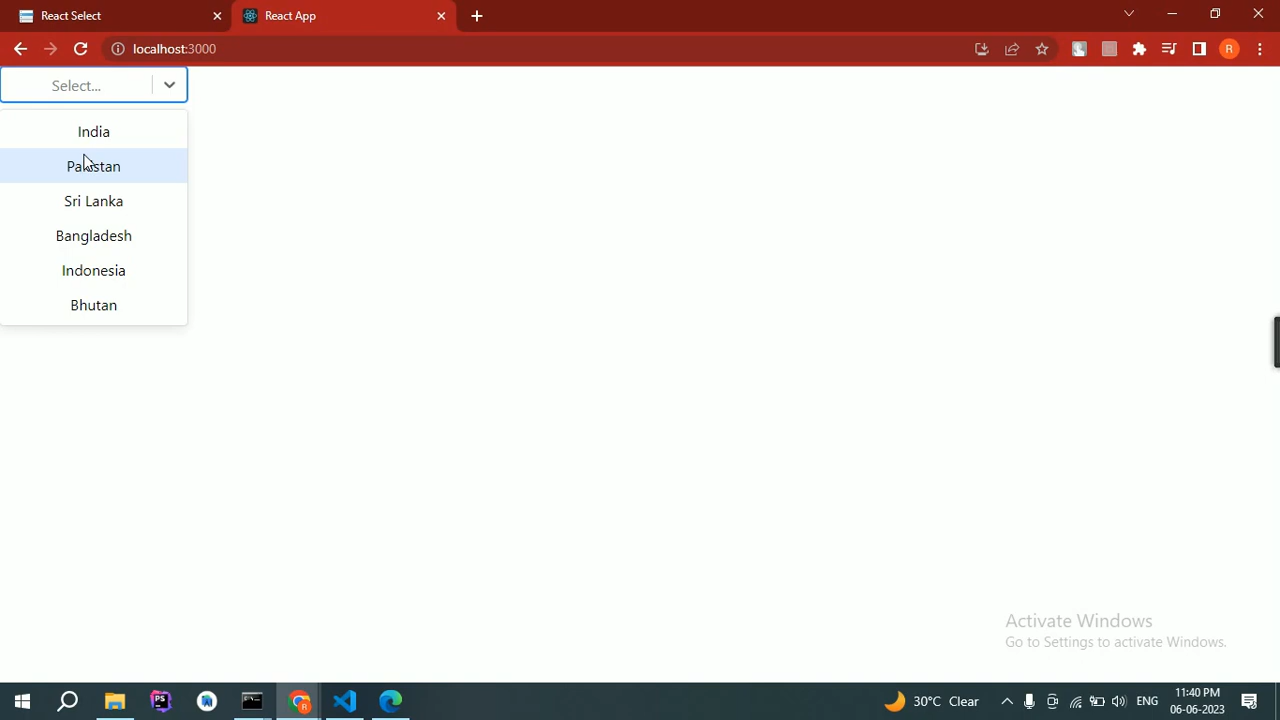 React Select
React App
localhost:3000
R
Select...
India
Pakistan
Sri Lanka
Bangladesh
Indonesia
Bhutan
Activate Windows
Go to Settings to activate Windows.
PS
R
30°C Clear
ENG
11:40 PM
06-06-2023